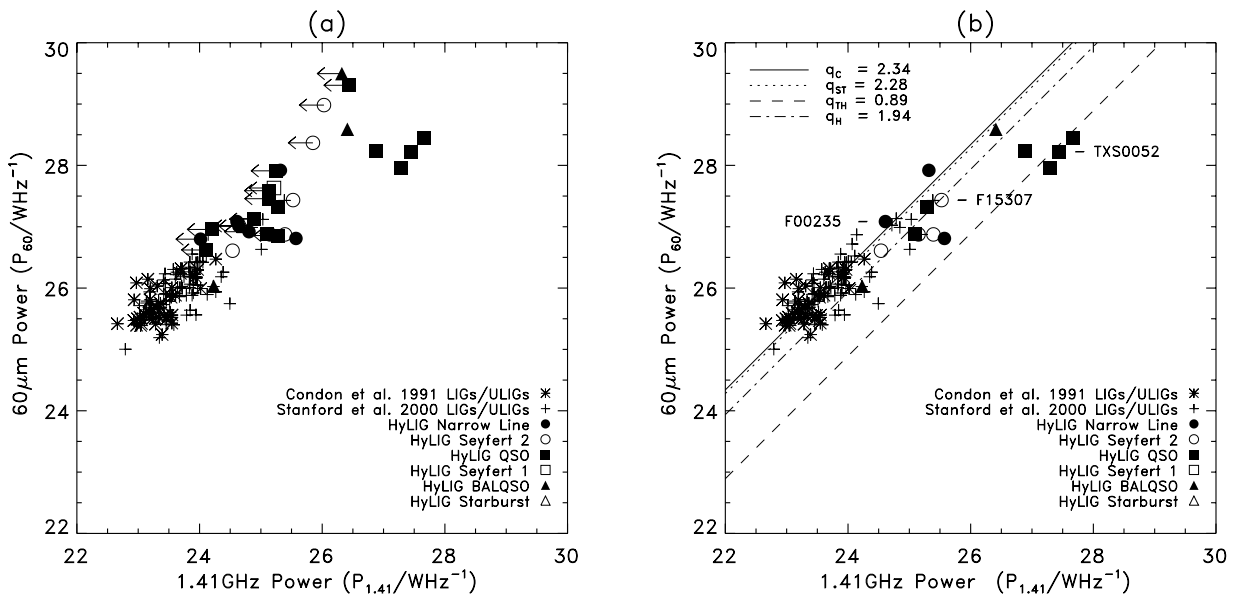 (a)
30
28
26
24
22
60μm Power (P60/WHz⁻¹)
Condon et al. 1991 LIGs/ULIGs
Stanford et al. 2000 LIGs/ULIGs
HyLIG Narrow Line
HyLIG Seyfert 2
HyLIG QSO
HyLIG Seyfert 1
HyLIG BALQSO
HyLIG Starburst
22 24 26 28 30
1.41GHz Power (P1.41/WHz⁻¹)
(b)
30
28
26
24
22
60μm Power (P60/WHz⁻¹)
qC = 2.34
qST = 2.28
qTH = 0.89
qH = 1.94
TXS0052
F15307
F00235
Condon et al. 1991 LIGs/ULIGs
Stanford et al. 2000 LIGs/ULIGs
HyLIG Narrow Line
HyLIG Seyfert 2
HyLIG QSO
HyLIG Seyfert 1
HyLIG BALQSO
HyLIG Starburst
22 24 26 28 30
1.41GHz Power (P1.41/WHz⁻¹)